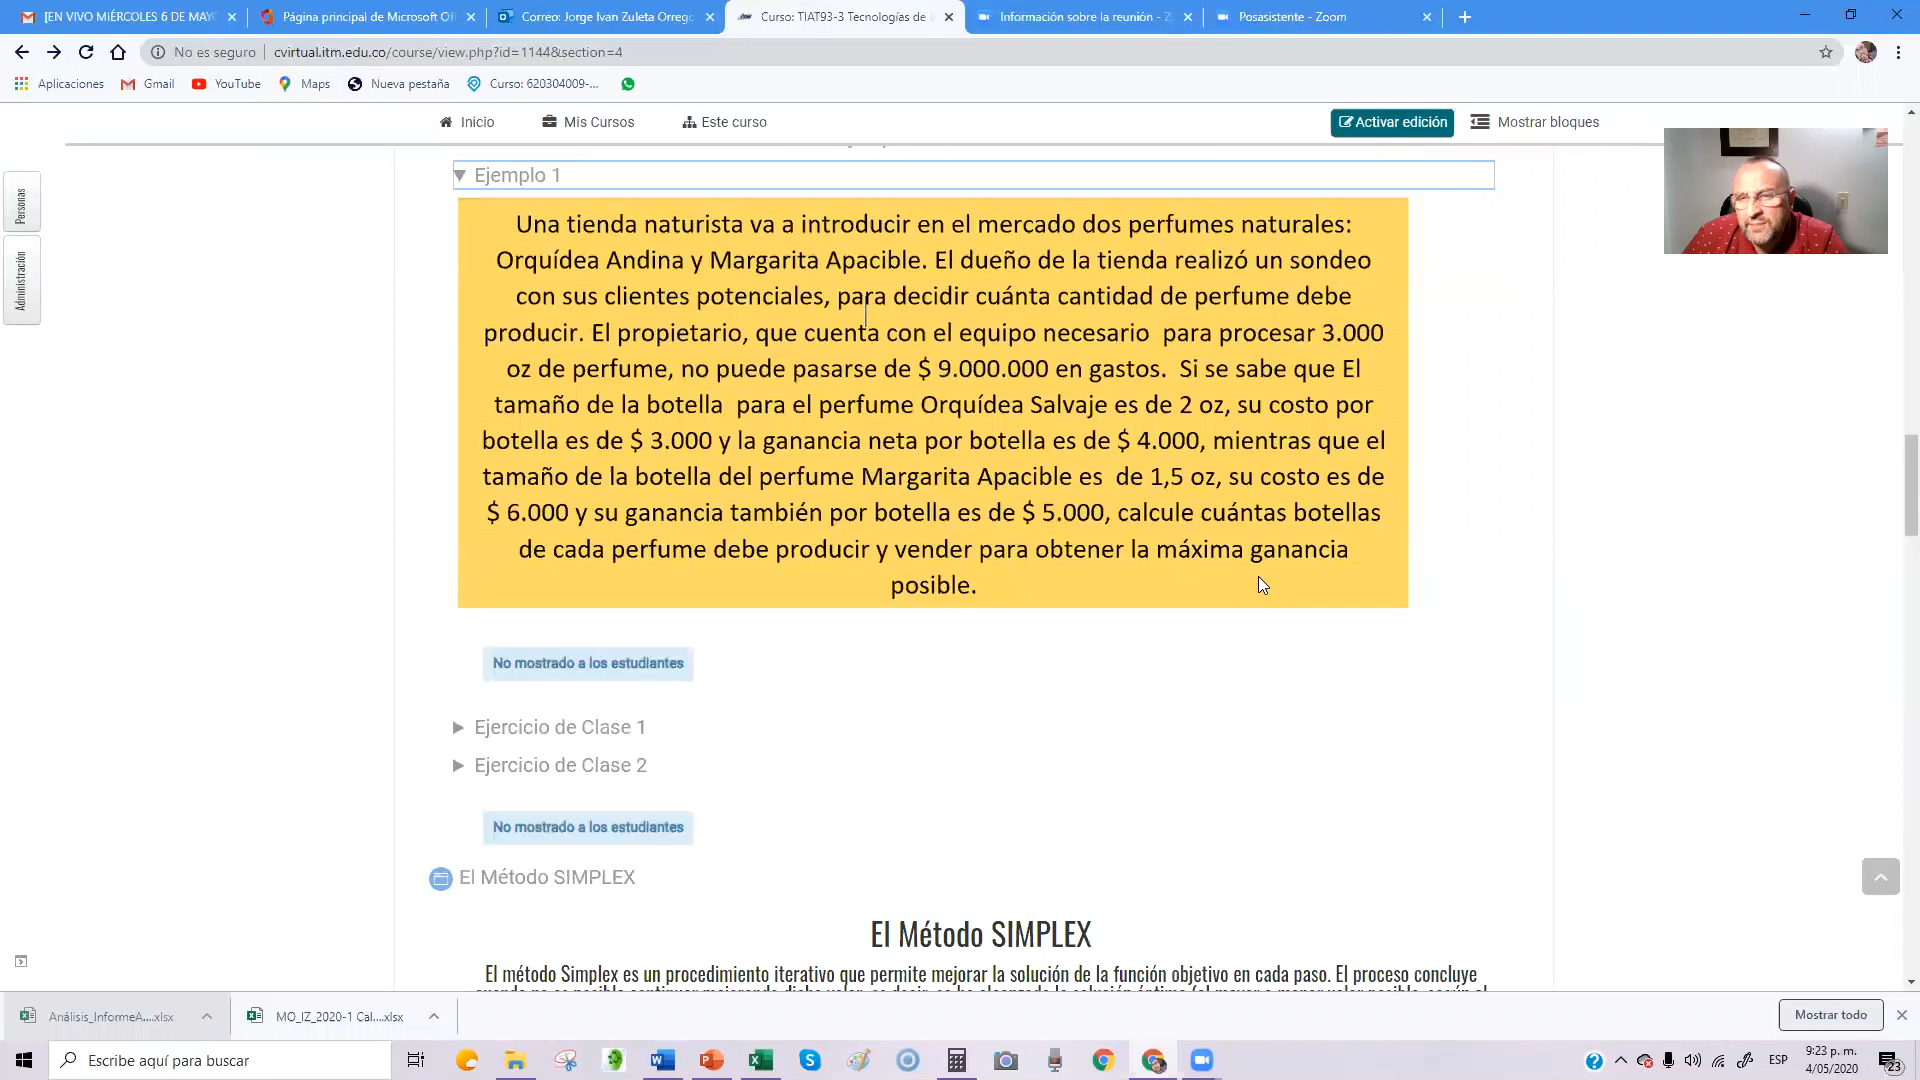 [EN VIVO MIÉRCOLES 6 DE MAY
Página principal de Microsoft Of
Correo: Jorge Ivan Zuleta Orreg
Curso: TIAT93-3 Tecnologías de
Información sobre la reunión - Z
Posasistente - Zoom
No es seguro | cvirtual.itm.edu.co/course/view.php?id=1144&section=4
Aplicaciones
Gmail
YouTube
Maps
Nueva pestaña
Curso: 620304009-...
Inicio
Mis Cursos
Este curso
Activar edición
Mostrar bloques
Personas
Administración
Ejemplo 1
Una tienda naturista va a introducir en el mercado dos perfumes naturales:
Orquídea Andina y Margarita Apacible. El dueño de la tienda realizó un sondeo
con sus clientes potenciales, para decidir cuánta cantidad de perfume debe
producir. El propietario, que cuenta con el equipo necesario para procesar 3.000
oz de perfume, no puede pasarse de $ 9.000.000 en gastos. Si se sabe que El
tamaño de la botella para el perfume Orquídea Salvaje es de 2 oz, su costo por
botella es de $ 3.000 y la ganancia neta por botella es de $ 4.000, mientras que el
tamaño de la botella del perfume Margarita Apacible es de 1,5 oz, su costo es de
$ 6.000 y su ganancia también por botella es de $ 5.000, calcule cuántas botellas
de cada perfume debe producir y vender para obtener la máxima ganancia
posible.
No mostrado a los estudiantes
Ejercicio de Clase 1
Ejercicio de Clase 2
No mostrado a los estudiantes
El Método SIMPLEX
El Método SIMPLEX
El método Simplex es un procedimiento iterativo que permite mejorar la solución de la función objetivo en cada paso. El proceso concluye
Análisis_InformeA....xlsx
MO_IZ_2020-1 Cal....xlsx
Mostrar todo
Escribe aquí para buscar
ESP
9:23 p. m.
4/05/2020
23